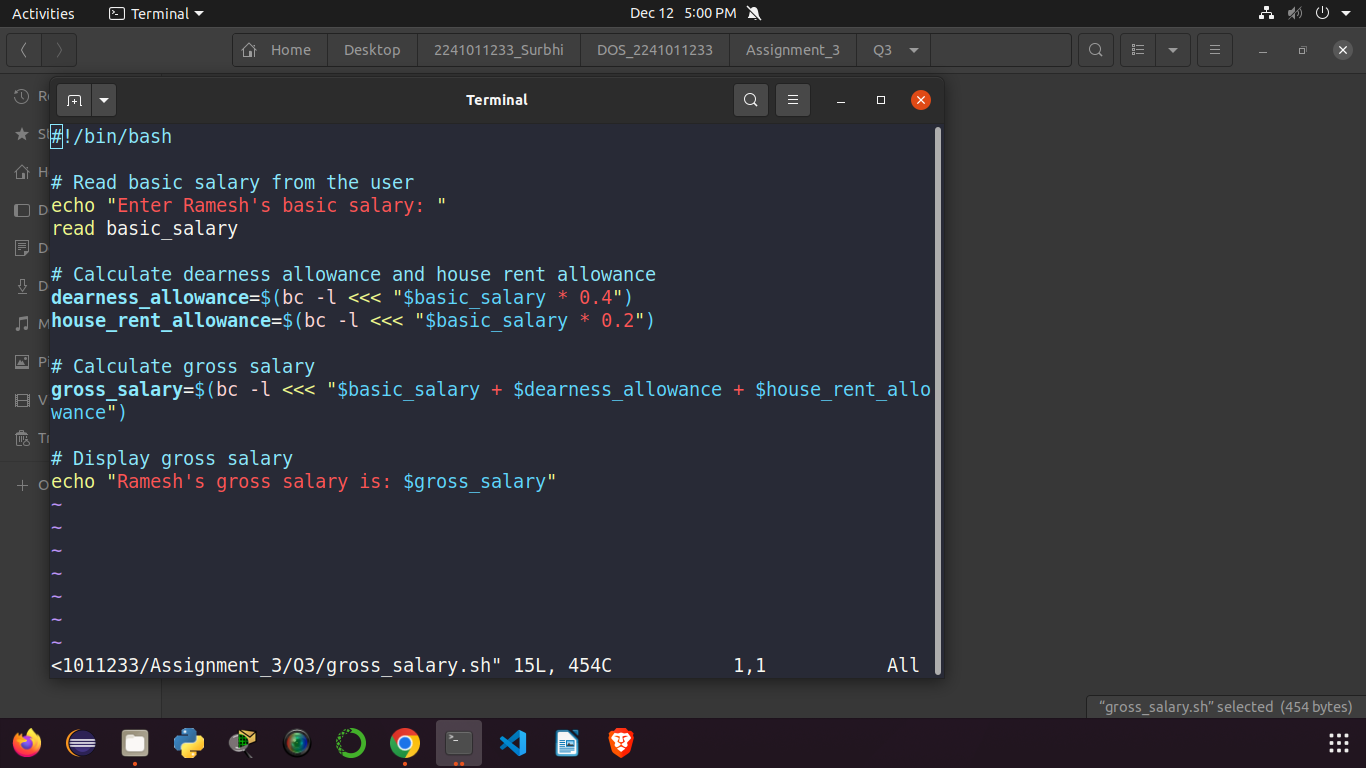 Activities Terminal Dec 12 5:00 PM
Home Desktop 2241011233_Surbhi DOS_2241011233 Assignment_3 Q3
Terminal
#!/bin/bash
# Read basic salary from the user
echo "Enter Ramesh's basic salary: "
read basic_salary
# Calculate dearness allowance and house rent allowance
dearness_allowance=$(bc -l <<< "$basic_salary * 0.4")
house_rent_allowance=$(bc -l <<< "$basic_salary * 0.2")
# Calculate gross salary
gross_salary=$(bc -l <<< "$basic_salary + $dearness_allowance + $house_rent_allo
wance")
# Display gross salary
echo "Ramesh's gross salary is: $gross_salary"
~
~
~
~
~
~
~
<1011233/Assignment_3/Q3/gross_salary.sh" 15L, 454C 1,1 All
“gross_salary.sh” selected (454 bytes)